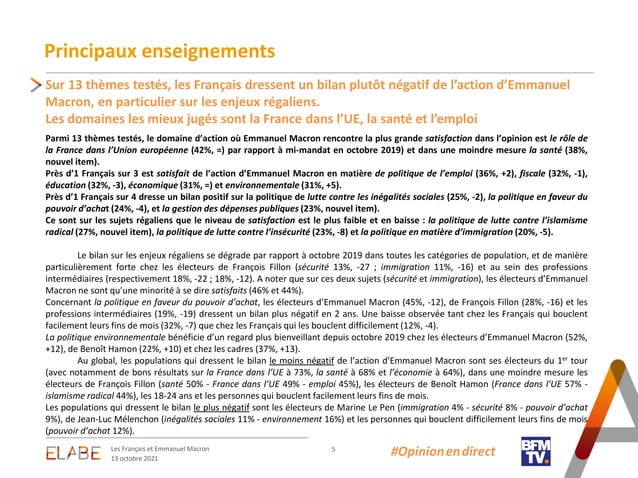 Principaux enseignements
Sur 13 thèmes testés, les Français dressent un bilan plutôt négatif de l’action d’Emmanuel
Macron, en particulier sur les enjeux régaliens.
Les domaines les mieux jugés sont la France dans l’UE, la santé et l’emploi
Parmi 13 thèmes testés, le domaine d’action où Emmanuel Macron rencontre la plus grande satisfaction dans l’opinion est le rôle de
la France dans l’Union européenne (42%, =) par rapport à mi-mandat en octobre 2019) et dans une moindre mesure la santé (38%,
nouvel item).
Près d’1 Français sur 3 est satisfait de l’action d’Emmanuel Macron en matière de politique de l’emploi (36%, +2), fiscale (32%, -1),
éducation (32%, -3), économique (31%, =) et environnementale (31%, +5).
Près d’1 Français sur 4 dresse un bilan positif sur la politique de lutte contre les inégalités sociales (25%, -2), la politique en faveur du
pouvoir d’achat (24%, -4), et la gestion des dépenses publiques (23%, nouvel item).
Ce sont sur les sujets régaliens que le niveau de satisfaction est le plus faible et en baisse : la politique de lutte contre l’islamisme
radical (27%, nouvel item), la politique de lutte contre l’insécurité (23%, -8) et la politique en matière d’immigration (20%, -5).
Le bilan sur les enjeux régaliens se dégrade par rapport à octobre 2019 dans toutes les catégories de population, et de manière
particulièrement forte chez les électeurs de François Fillon (sécurité 13%, -27 ; immigration 11%, -16) et au sein des professions
intermédiaires (respectivement 18%, -22 ; 18%, -12). A noter que sur ces deux sujets (sécurité et immigration), les électeurs d’Emmanuel
Macron ne sont qu’une minorité à se dire satisfaits (46% et 44%).
Concernant la politique en faveur du pouvoir d’achat, les électeurs d’Emmanuel Macron (45%, -12), de François Fillon (28%, -16) et les
professions intermédiaires (19%, -19) dressent un bilan plus négatif en 2 ans. Une baisse observée tant chez les Français qui bouclent
facilement leurs fins de mois (32%, -7) que chez les Français qui les bouclent difficilement (12%, -4).
La politique environnementale bénéficie d’un regard plus bienveillant depuis octobre 2019 chez les électeurs d’Emmanuel Macron (52%,
+12), de Benoît Hamon (22%, +10) et chez les cadres (37%, +13).
Au global, les populations qui dressent le bilan le moins négatif de l’action d’Emmanuel Macron sont ses électeurs du 1er tour
(avec notamment de bons résultats sur la France dans l’UE à 73%, la santé à 68% et l’économie à 64%), dans une moindre mesure les
électeurs de François Fillon (santé 50% - France dans l’UE 49% - emploi 45%), les électeurs de Benoît Hamon (France dans l’UE 57% -
islamisme radical 44%), les 18-24 ans et les personnes qui bouclent facilement leurs fins de mois.
Les populations qui dressent le bilan le plus négatif sont les électeurs de Marine Le Pen (immigration 4% - sécurité 8% - pouvoir d’achat
9%), de Jean-Luc Mélenchon (inégalités sociales 11% - environnement 16%) et les personnes qui bouclent difficilement leurs fins de mois
(pouvoir d’achat 12%).
ELABE
Les Français et Emmanuel Macron
13 octobre 2021
5
#Opinionendirect
BFM
TV.